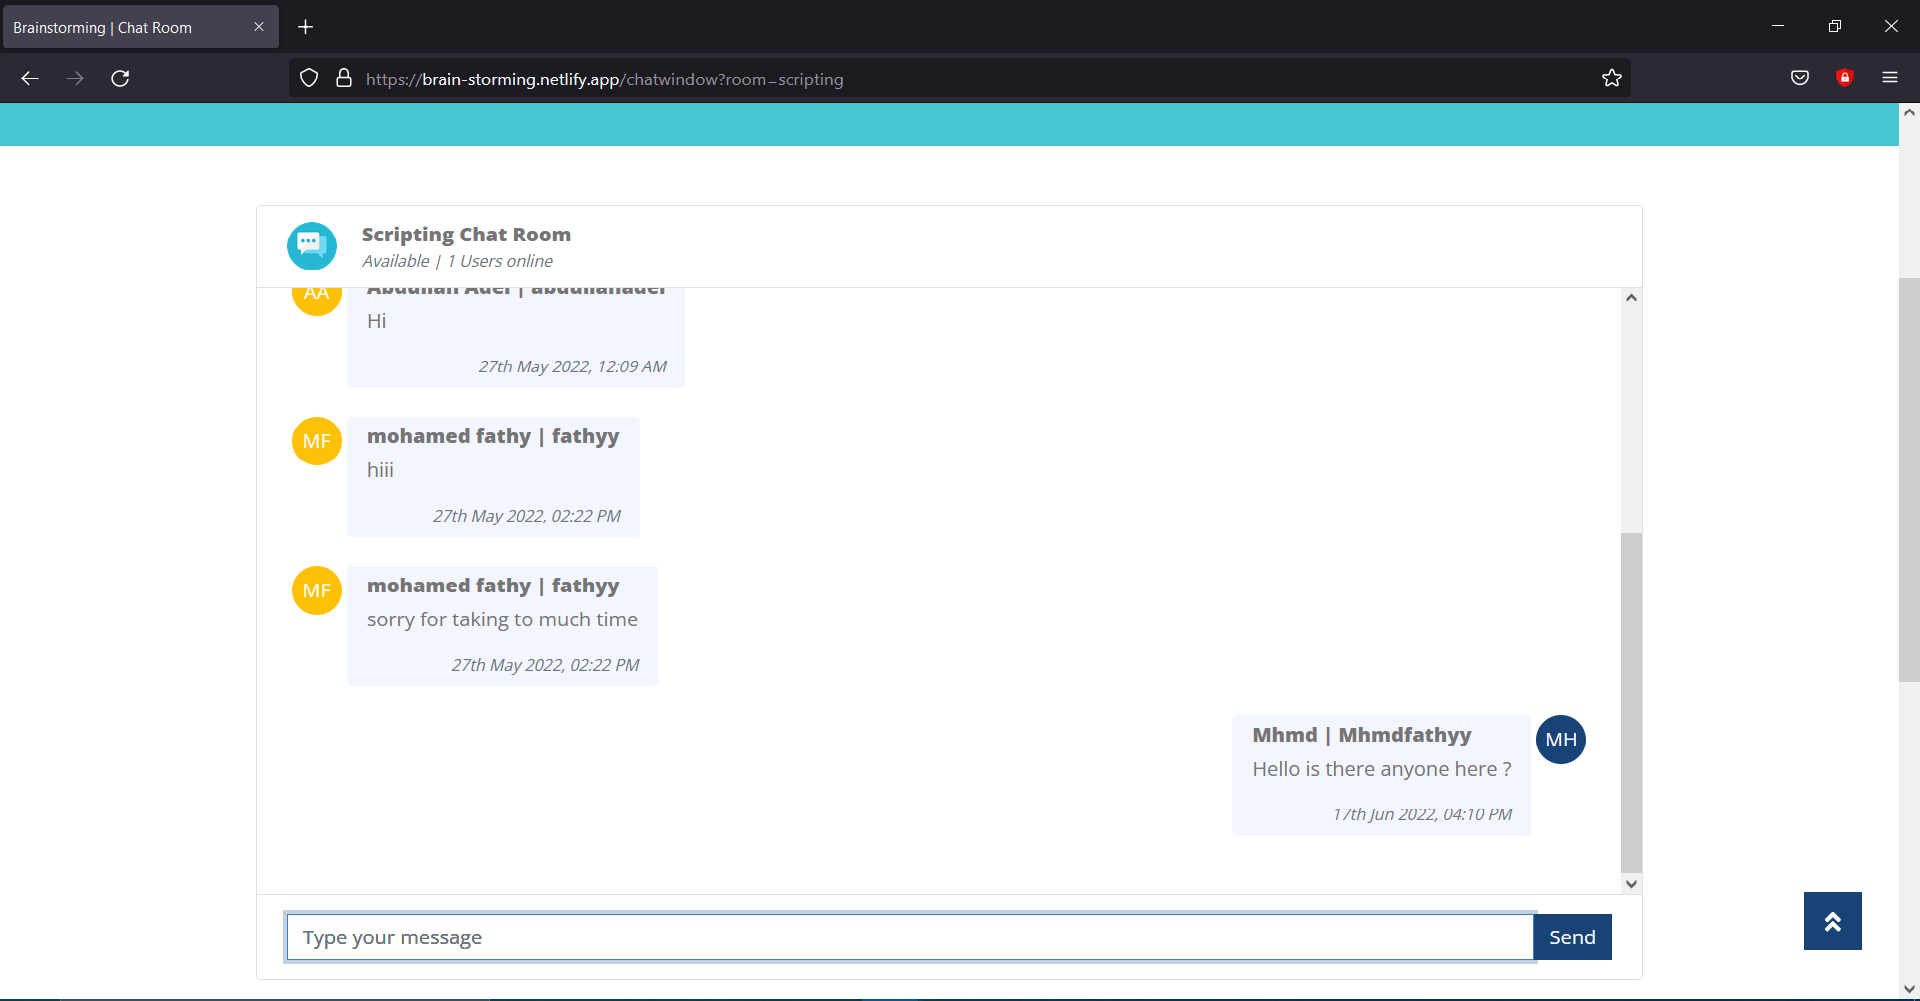 Brainstorming | Chat Room
https://brain-storming.netlify.app/chatwindow?room=scripting
Scripting Chat Room
Available | 1 Users online
AA
Abdullah Adel | abdullahadel
Hi
27th May 2022, 12:09 AM
MF
mohamed fathy | fathyy
hiii
27th May 2022, 02:22 PM
MF
mohamed fathy | fathyy
sorry for taking to much time
27th May 2022, 02:22 PM
Mhmd | Mhmdfathyy
MH
Hello is there anyone here ?
17th Jun 2022, 04:10 PM
Type your message
Send